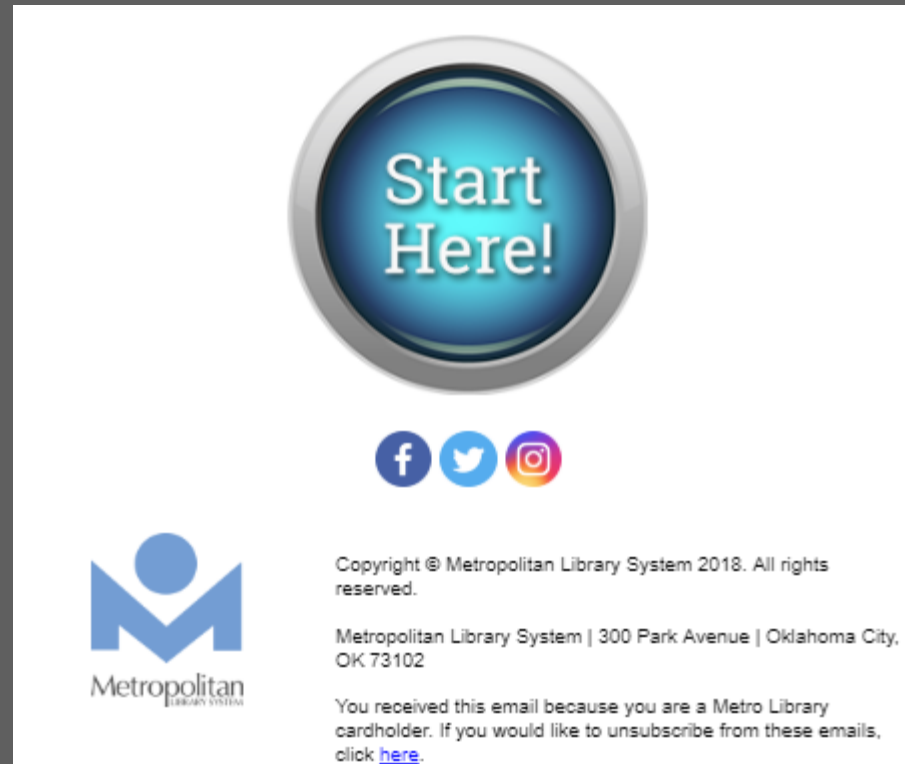 Start
Here!
Metropolitan
LIBRARY SYSTEM
Copyright © Metropolitan Library System 2018. All rights
reserved.
Metropolitan Library System | 300 Park Avenue | Oklahoma City,
OK 73102
You received this email because you are a Metro Library
cardholder. If you would like to unsubscribe from these emails,
click here.